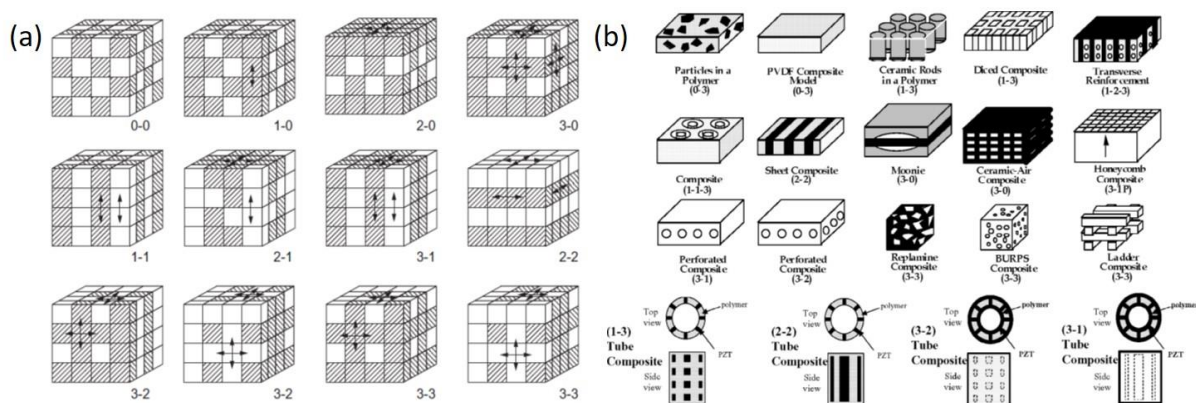 (a)
0-0
1-0
2-0
3-0
1-1
2-1
3-1
2-2
3-2
3-2
3-3
3-3
(b)
Particles in a
Polymer
(0-3)
PVDF Composite
Model
(0-3)
Ceramic Rods
in a Polymer
(1-3)
Diced Composite
(1-3)
Transverse
Reinforcement
(1-2-3)
Composite
(1-1-3)
Sheet Composite
(2-2)
Moonie
(3-0)
Ceramic-Air
Composite
(3-0)
Honeycomb
Composite
(3-1P)
Perforated
Composite
(3-1)
Perforated
Composite
(3-2)
Replamine
Composite
(3-3)
BURPS
Composite
(3-3)
Ladder
Composite
(3-3)
Top
view
polymer
(1-3)
Tube
Composite
PZT
Side
view
Top
view
polymer
(2-2)
Tube
Composite
PZT
Side
view
Top
view
polymer
(3-2)
Tube
Composite
PZT
Side
view
Top
view
polymer
(3-1)
Tube
Composite
PZT
Side
view